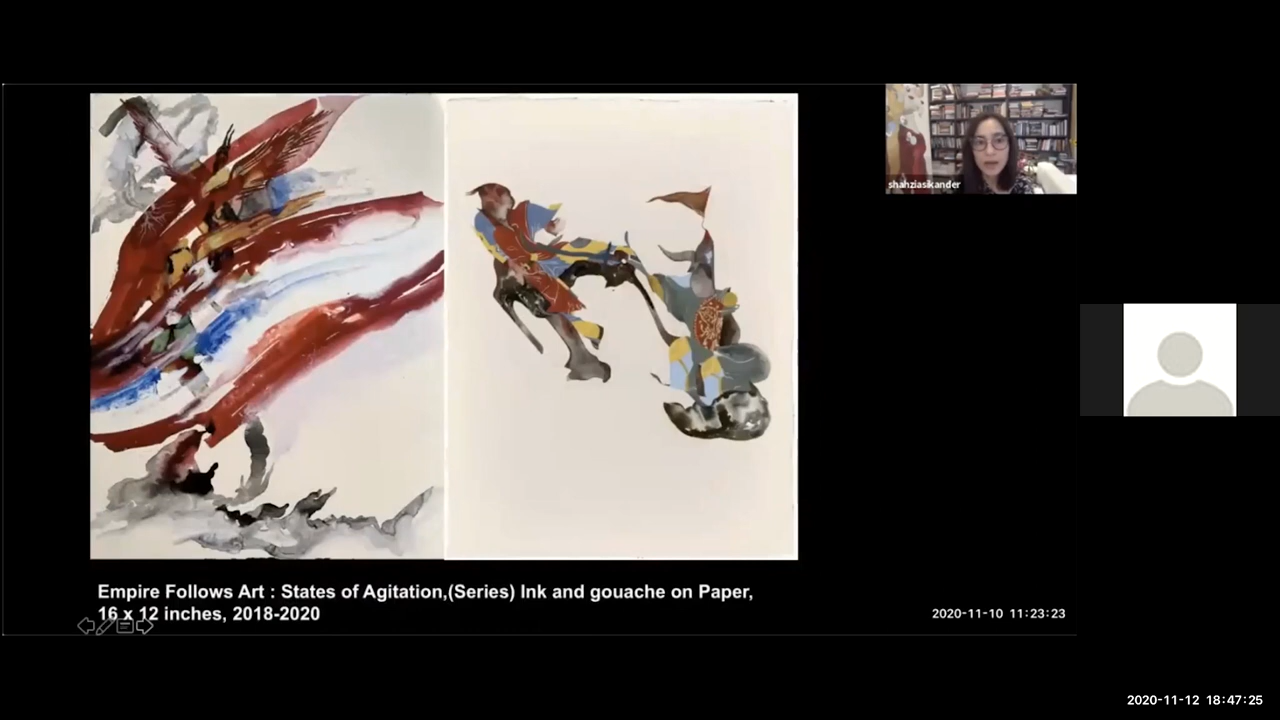 shahziasikander
Empire Follows Art : States of Agitation,(Series) Ink and gouache on Paper,
16 x 12 inches, 2018-2020
2020-11-10 11:23:23
2020-11-12 18:47:25